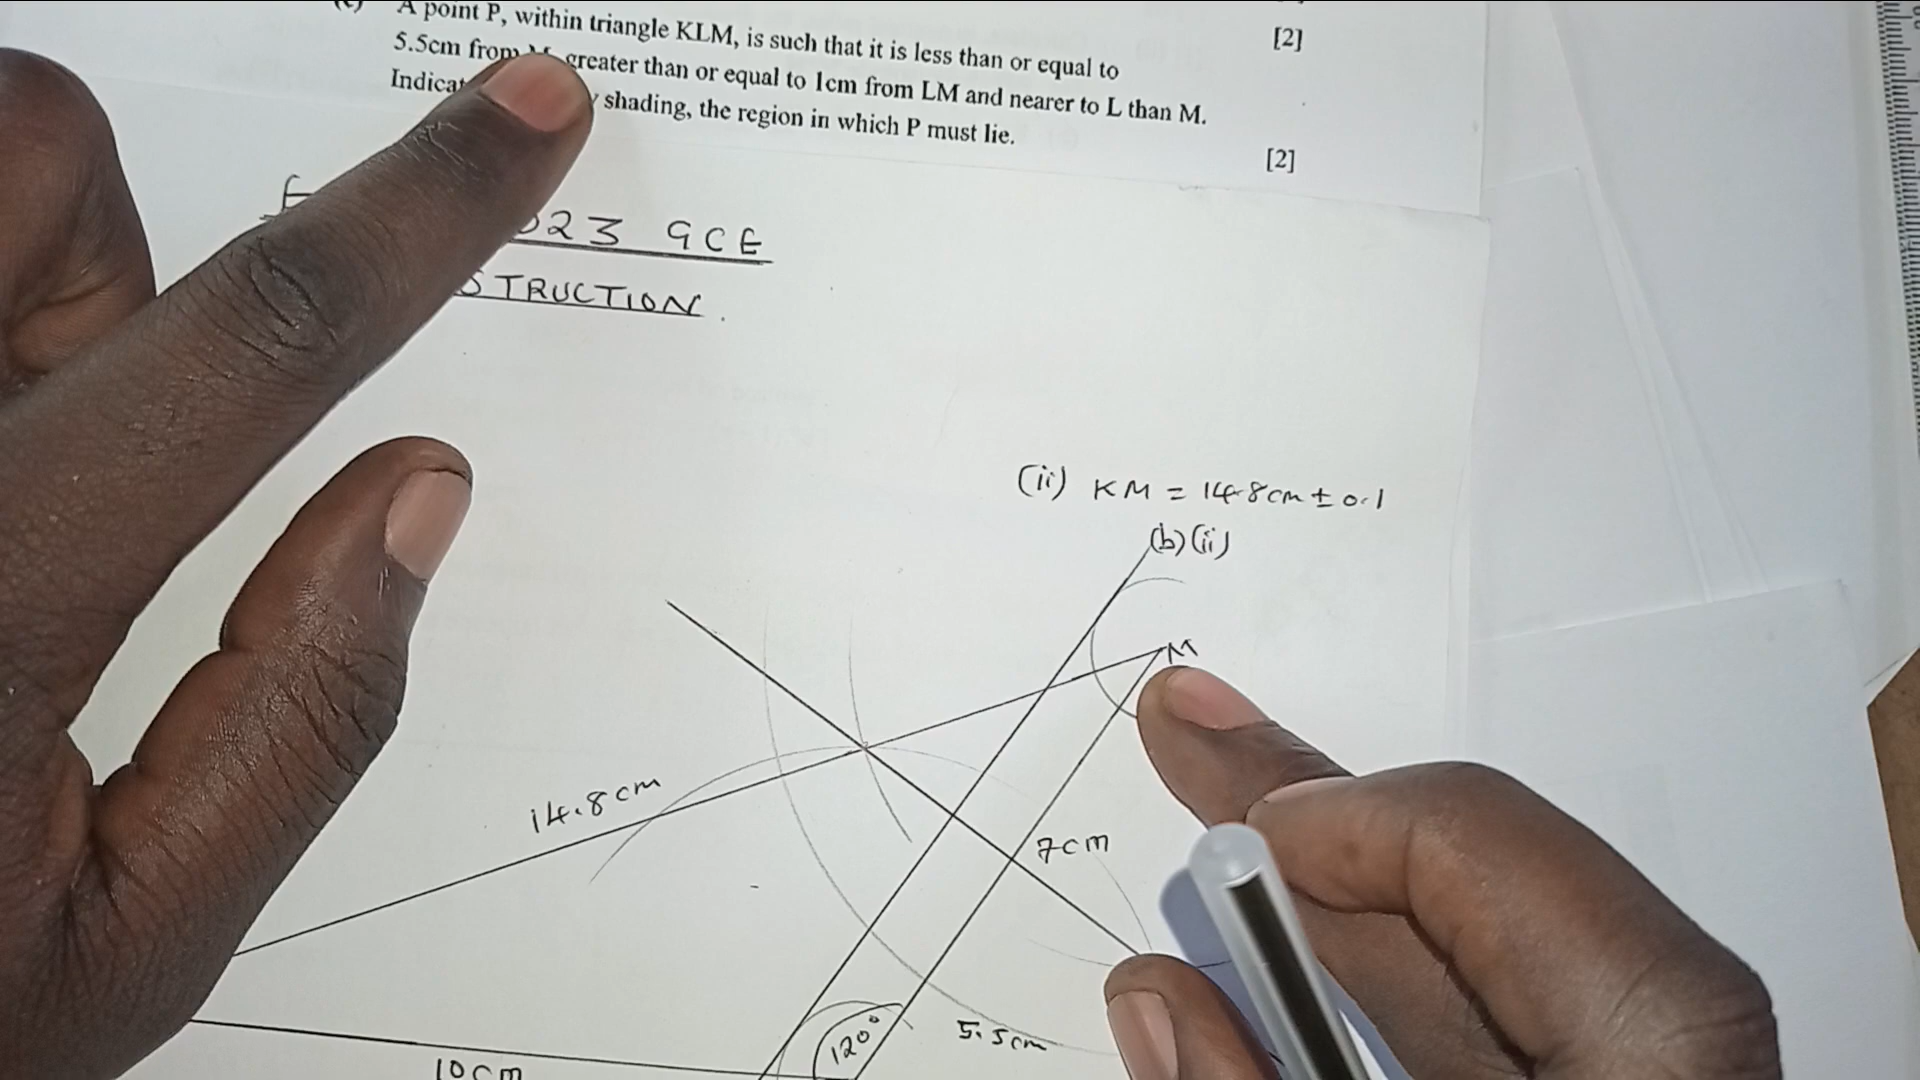 A point P, within triangle KLM, is such that it is less than or equal to
[2]
5.5cm from greater than or equal to 1cm from LM and nearer to L than M.
shading, the region in which P must lie.
[2]
23 GCE
STRUCTION.
(ii) KM = 14.8cm ± 0.1
(b)(ii)
M
14.8cm
7cm
120°
5.5cm
10cm